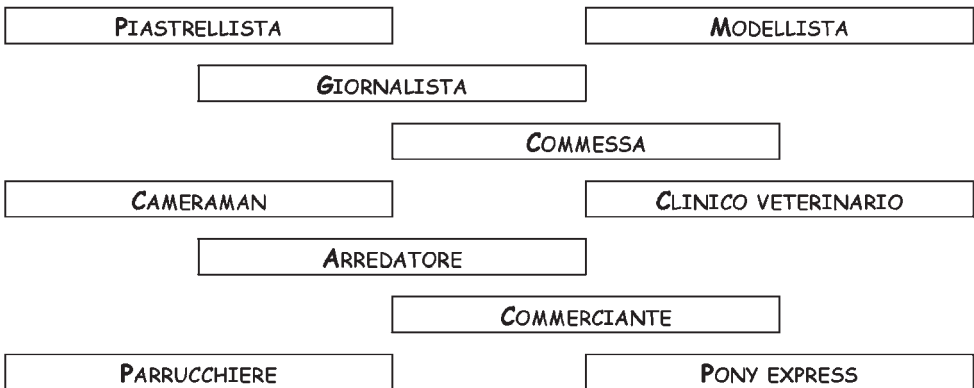 PIASTRELLISTA
MODELLISTA
GIORNALISTA
COMMESSA
CAMERAMAN
CLINICO VETERINARIO
ARREDATORE
COMMERCIANTE
PARRUCCHIERE
PONY EXPRESS